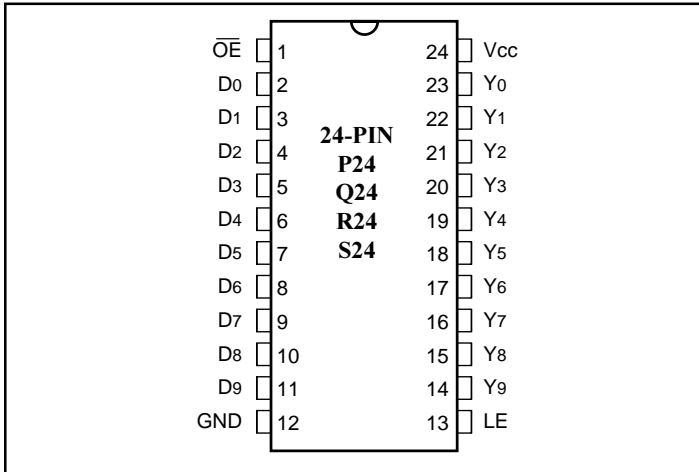 O̅E̅ 1 24 Vcc
D0 2 23 Y0
D1 3 22 Y1
24-PIN
D2 4 21 Y2
P24
D3 5 20 Y3
Q24
D4 6 19 Y4
R24
D5 7 18 Y5
S24
D6 8 17 Y6
D7 9 16 Y7
D8 10 15 Y8
D9 11 14 Y9
GND 12 13 LE